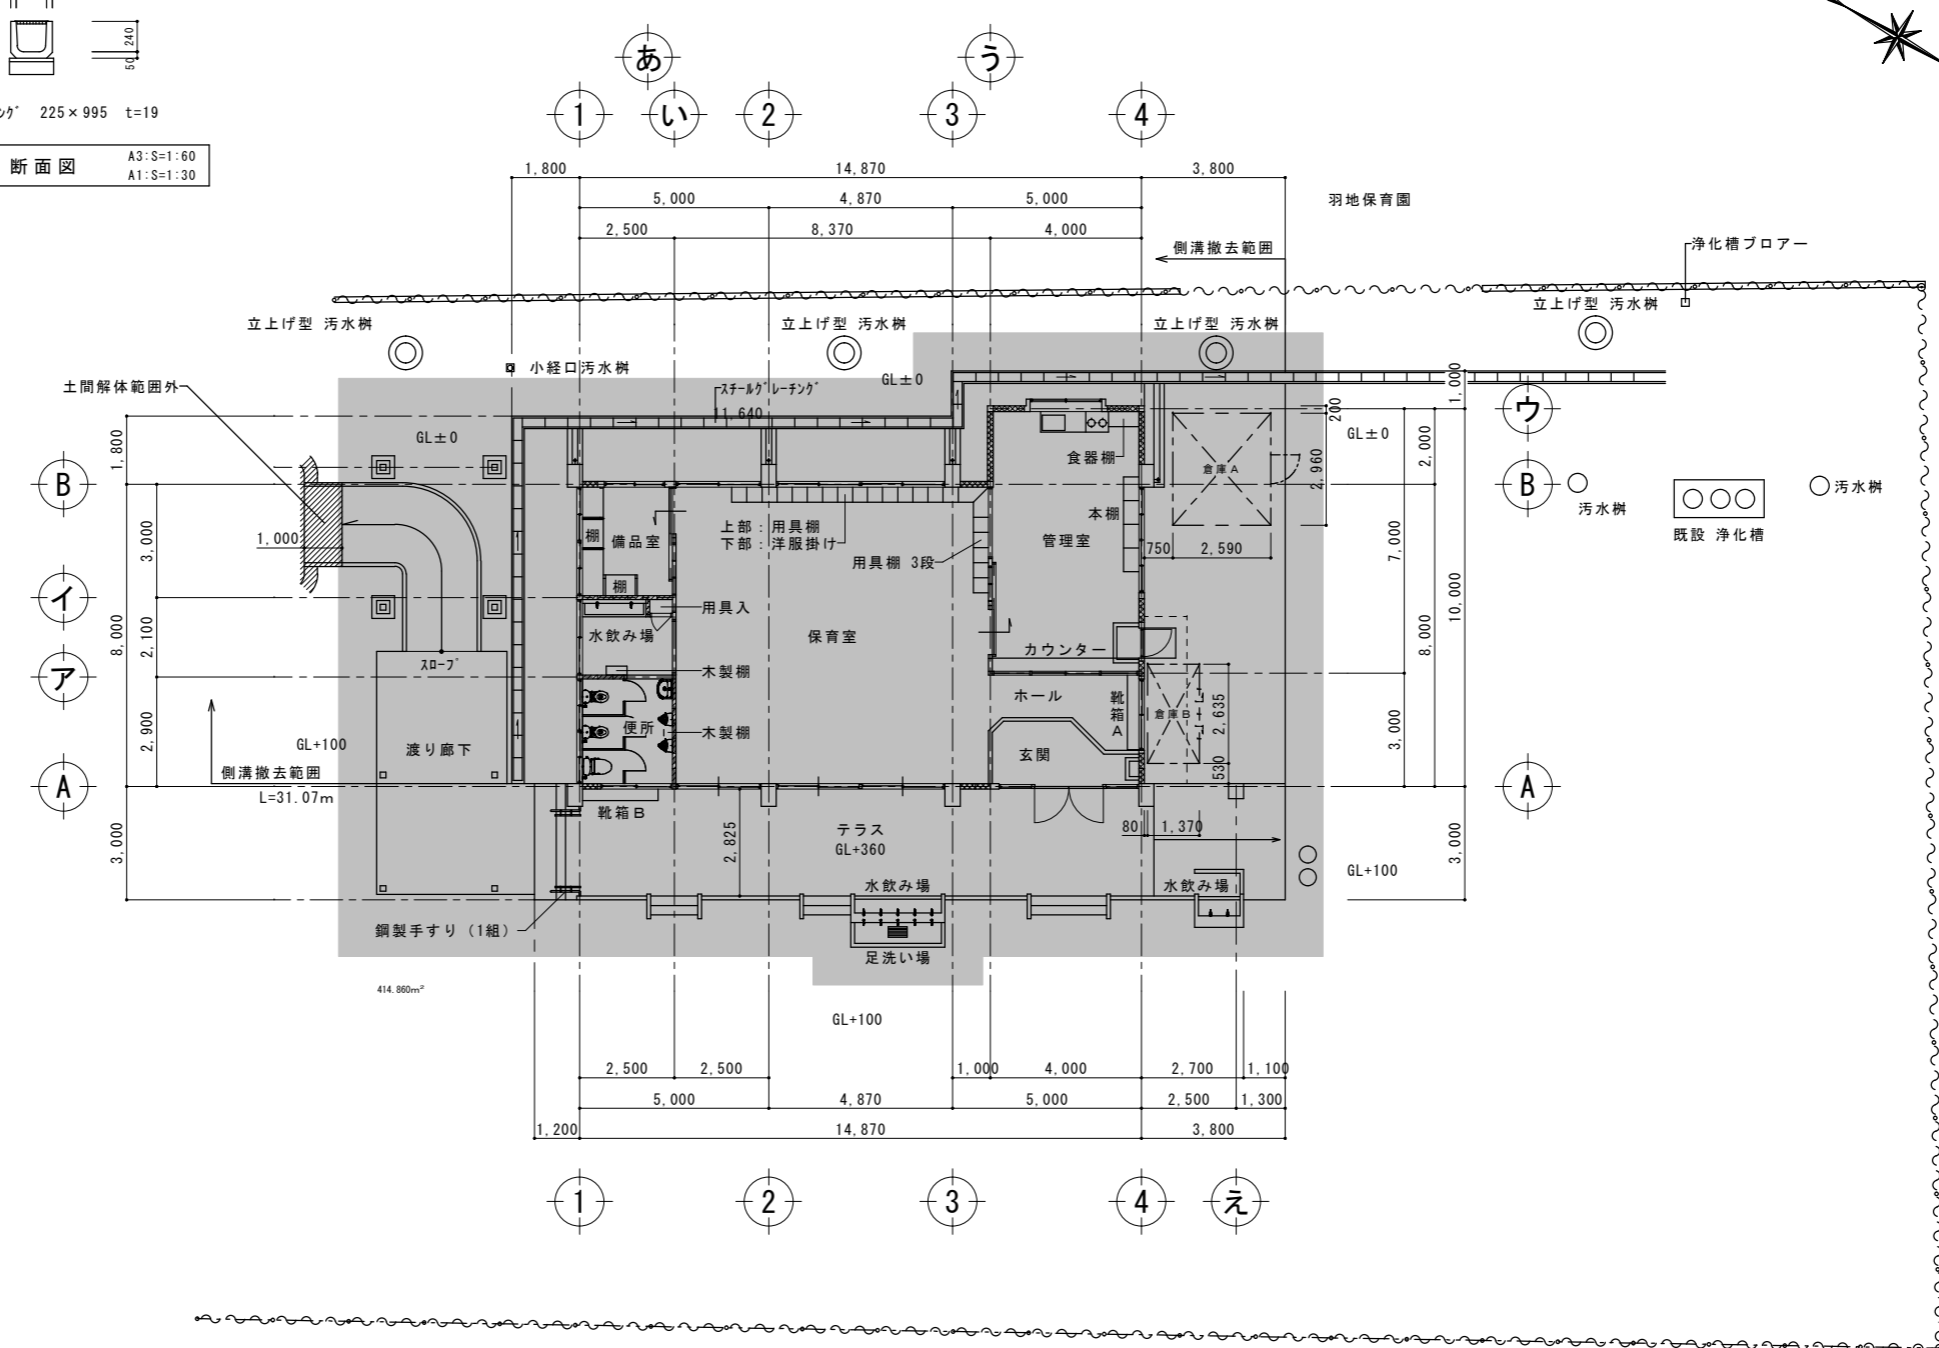 240
50
225×995 t=19
断面図
A3:S=1:60
A1:S=1:30
あ
う
1
い
2
3
4
1,800
14,870
3,800
5,000
4,870
5,000
2,500
8,370
4,000
羽地保育園
側溝撤去範囲
浄化槽ブロアー
立上げ型 汚水桝
立上げ型 汚水桝
立上げ型 汚水桝
立上げ型 汚水桝
小経口汚水桝
土間解体範囲外
スチールグレーチング
11,640
GL±0
GL±0
GL±0
1,000
200
ウ
B
B
1,800
2,000
食器棚
倉庫A
2,960
汚水桝
既設 浄化槽
汚水桝
1,000
3,000
棚
備品室
棚
上部:用具棚
下部:洋服掛け
用具棚 3段
本棚
管理室
750
2,590
7,000
10,000
イ
ア
8,000
2,100
用具入
水飲み場
保育室
カウンター
8,000
スロープ
木製棚
ホール
靴箱A
倉庫B
2,635
GL+100
渡り廊下
2,900
便所
木製棚
玄関
530
3,000
側溝撤去範囲
L=31.07m
A
A
靴箱B
2,825
テラス
GL+360
80
1,370
3,000
3,000
GL+100
水飲み場
水飲み場
鋼製手すり(1組)
足洗い場
414.860m²
GL+100
2,500
2,500
1,000
4,000
2,700
1,100
5,000
4,870
5,000
2,500
1,300
1,200
14,870
3,800
1
2
3
4
え